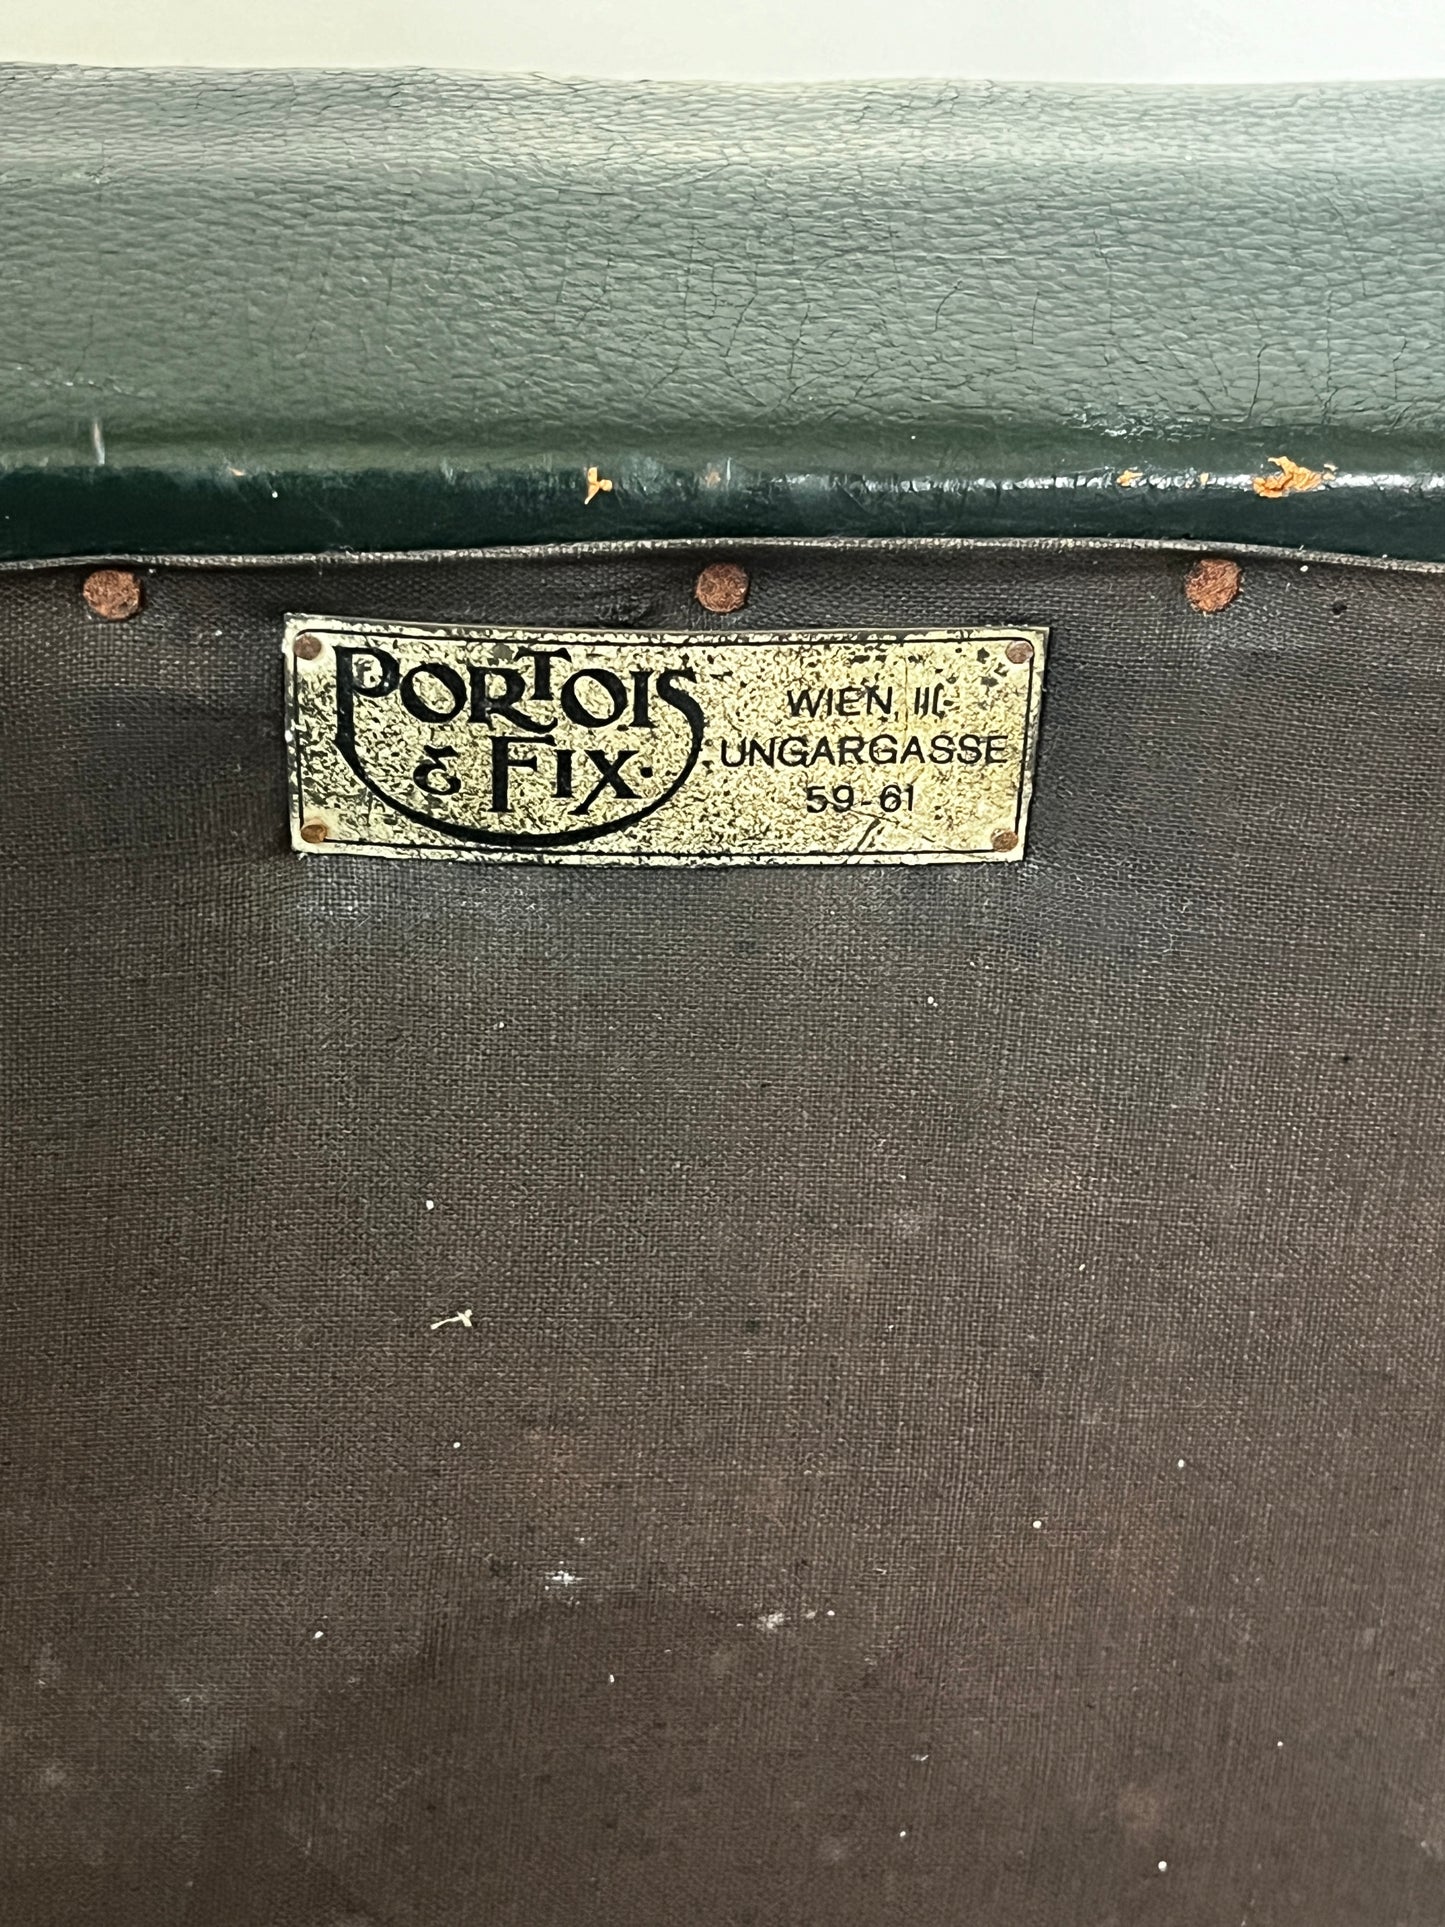 PORTOIS
& FIX.
WIEN, III.
UNGARGASSE
59-61